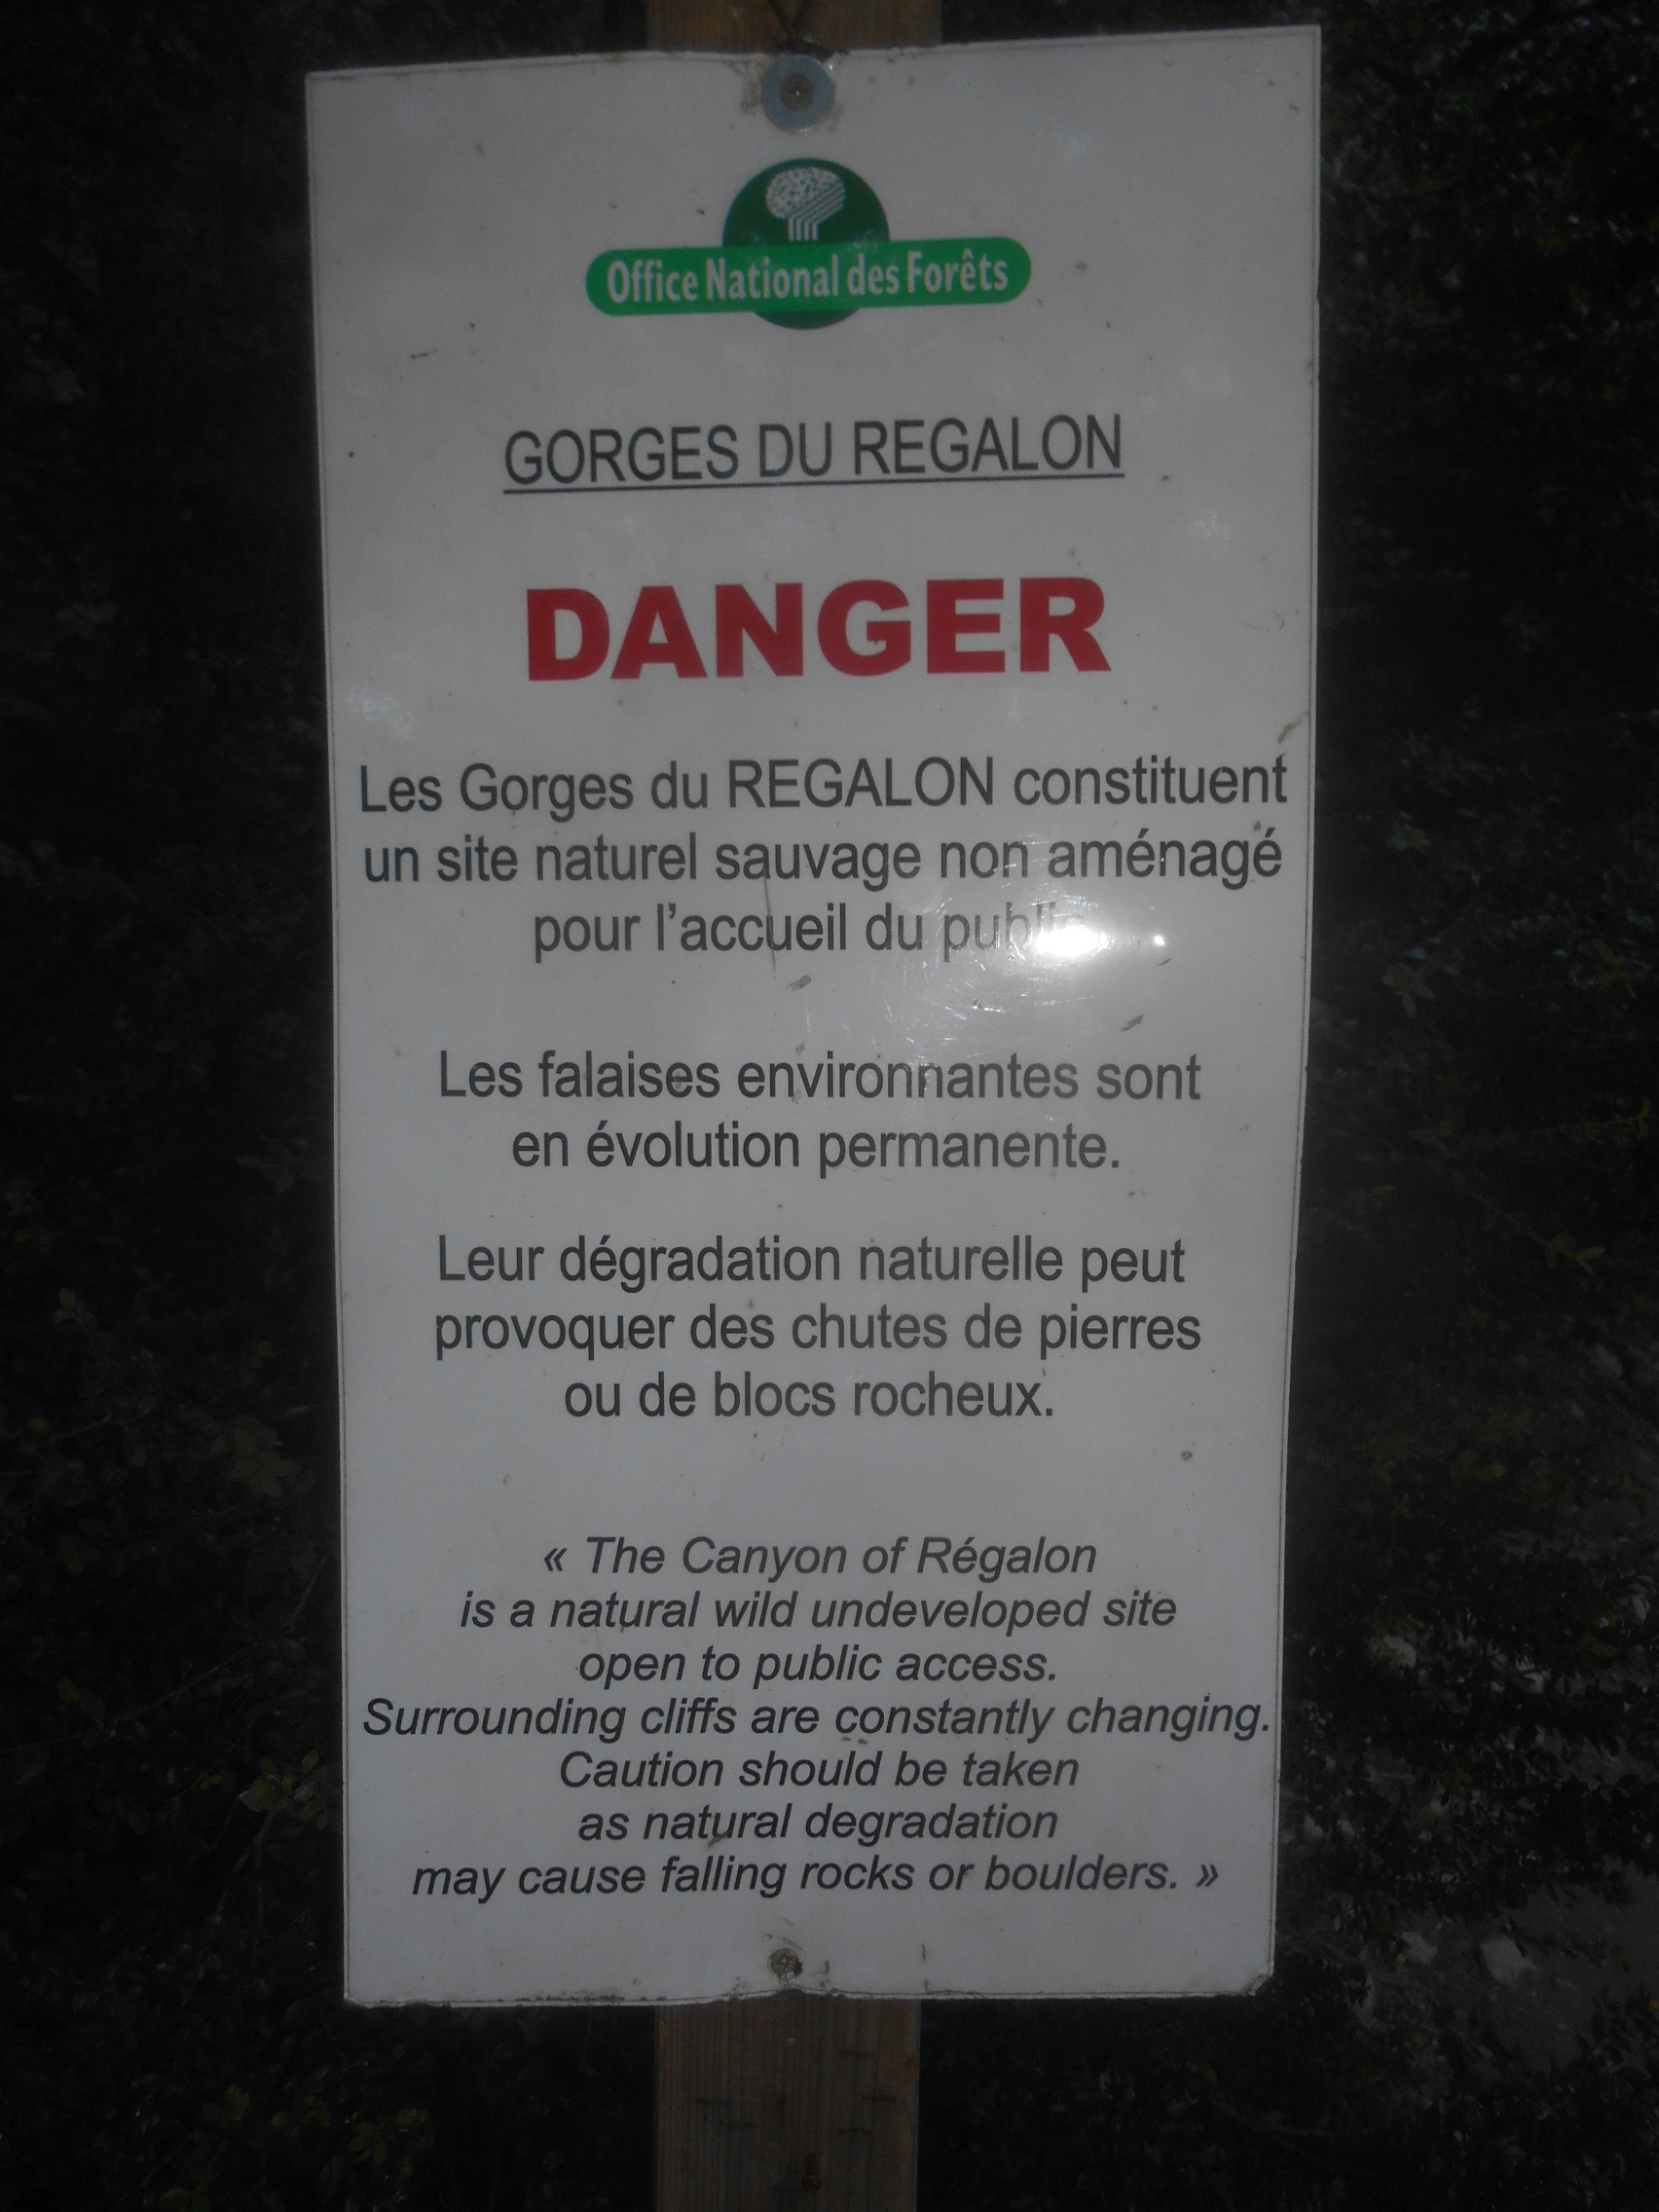 Office National des Forêts
GORGES DU REGALON
DANGER
Les Gorges du REGALON constituent
un site naturel sauvage non aménagé
pour l'accueil du public
Les falaises environnantes sont
en évolution permanente.
Leur dégradation naturelle peut
provoquer des chutes de pierres
ou de blocs rocheux.
« The Canyon of Régalon
is a natural wild undeveloped site
open to public access.
Surrounding cliffs are constantly changing.
Caution should be taken
as natural degradation
may cause falling rocks or boulders. »